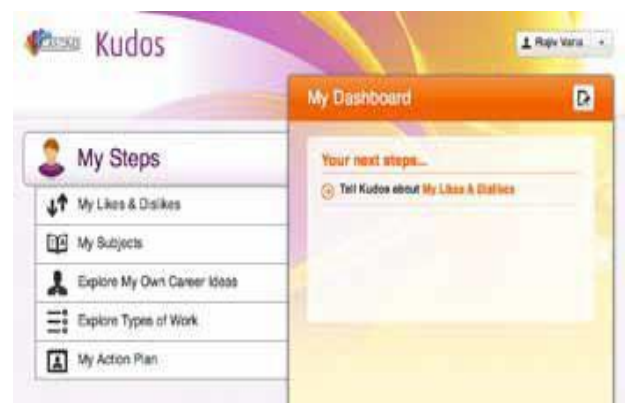 Kudos
Rajiv Varia
My Dashboard
My Steps
Your next steps...
Tell Kudos about My Likes & Dislikes
My Likes & Dislikes
My Subjects
Explore My Own Career Ideas
Explore Types of Work
My Action Plan